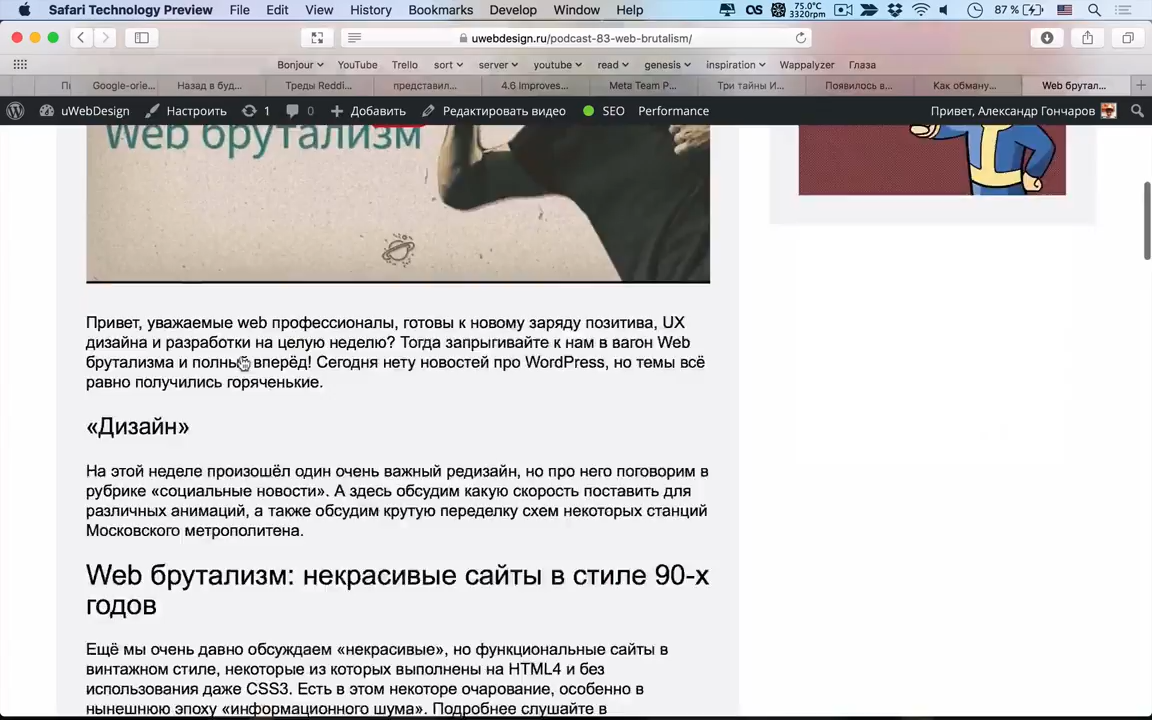 Safari Technology Preview File Edit View History Bookmarks Develop Window Help 75.0°C 3320rpm 87 %
uwebdesign.ru/podcast-83-web-brutalism/
Bonjour YouTube Trello sort server youtube read genesis inspiration Wappalyzer Глаза
Пі Google-orie... Назад в буд... Треды Reddi... представил... 4.6 Improves... Meta Team P... Три тайны И... Появилось в... Как обману... Web брутал...
uWebDesign Настроить 1 0 Добавить Редактировать видео SEO Performance Привет, Александр Гончаров
Web брутализм
Привет, уважаемые web профессионалы, готовы к новому заряду позитива, UX
дизайна и разработки на целую неделю? Тогда запрыгивайте к нам в вагон Web
брутализма и полный вперёд! Сегодня нету новостей про WordPress, но темы всё
равно получились горяченькие.
«Дизайн»
На этой неделе произошёл один очень важный редизайн, но про него поговорим в
рубрике «социальные новости». А здесь обсудим какую скорость поставить для
различных анимаций, а также обсудим крутую переделку схем некоторых станций
Московского метрополитена.
Web брутализм: некрасивые сайты в стиле 90-х
годов
Ещё мы очень давно обсуждаем «некрасивые», но функциональные сайты в
винтажном стиле, некоторые из которых выполнены на HTML4 и без
использования даже CSS3. Есть в этом некоторе очарование, особенно в
нынешнюю эпоху «информационного шума». Подробнее слушайте в